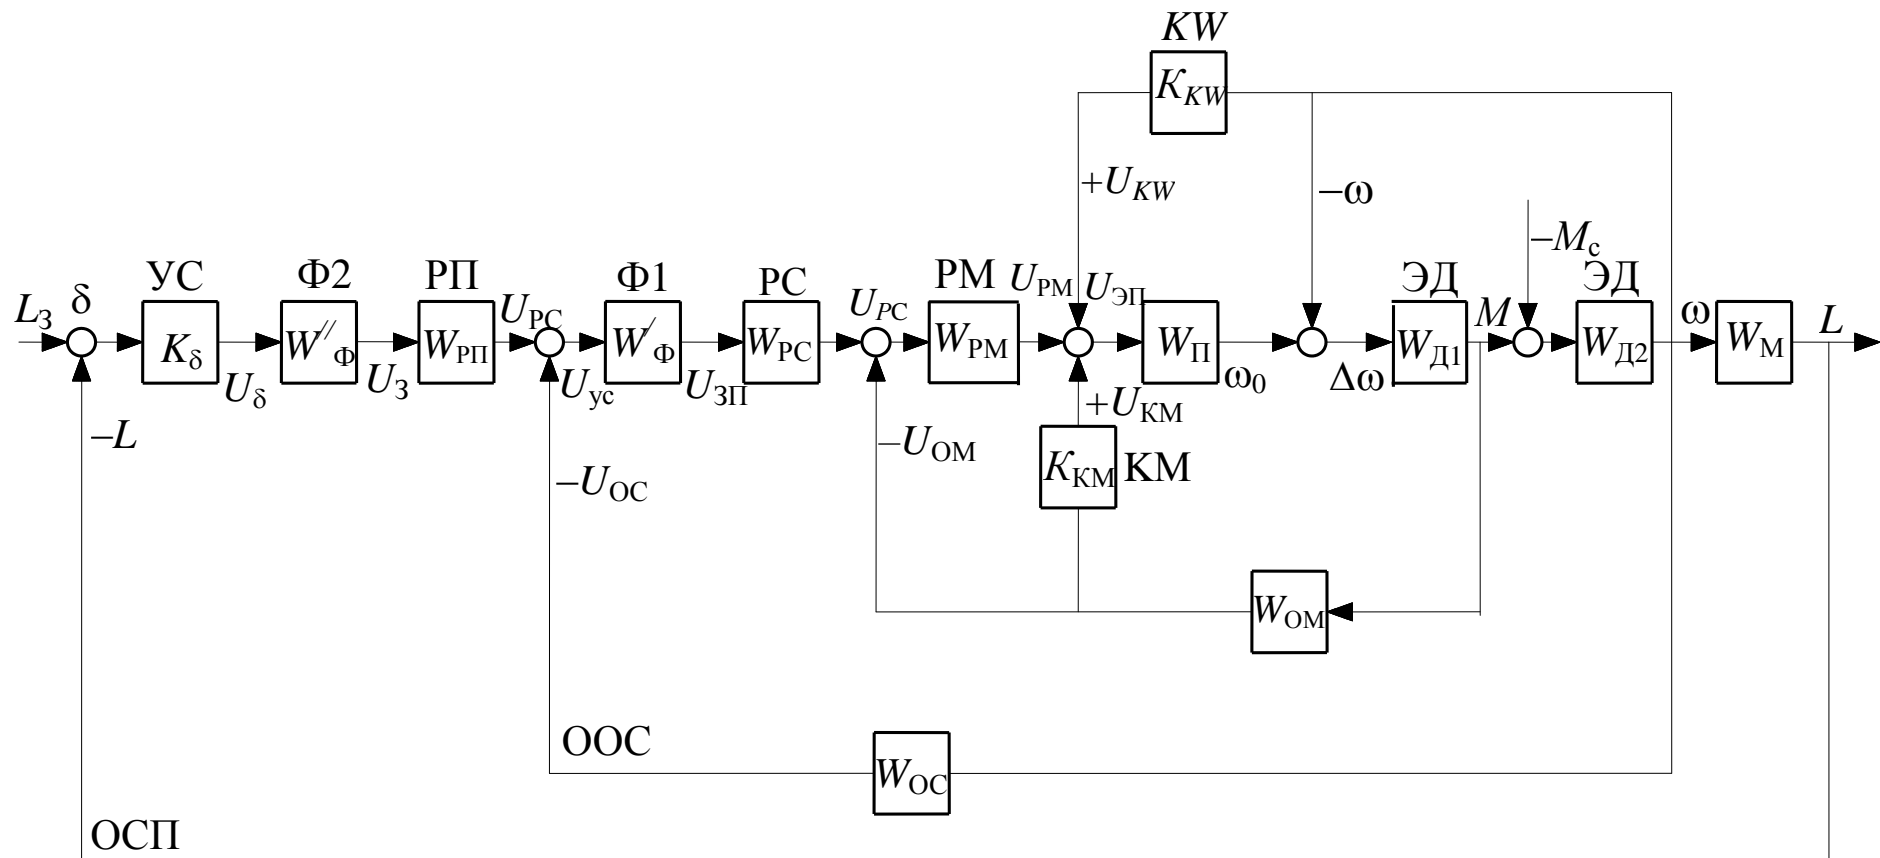 KW
K_KW
+U_KW
–ω
–M_с
УС
Ф2
РП
Ф1
РС
РМ
U_РМ
U_ЭП
ЭД
ЭД
L_З
δ
U_РС
U_РС
M
ω
L
K_δ
W//_Ф
W_РП
W/_Ф
W_РС
W_РМ
W_П
W_Д1
W_Д2
W_М
U_δ
U_З
U_ус
U_ЗП
ω_0
Δω
+U_КМ
–L
–U_ОМ
K_КМ
КМ
–U_ОС
W_ОМ
ООС
W_ОС
ОСП